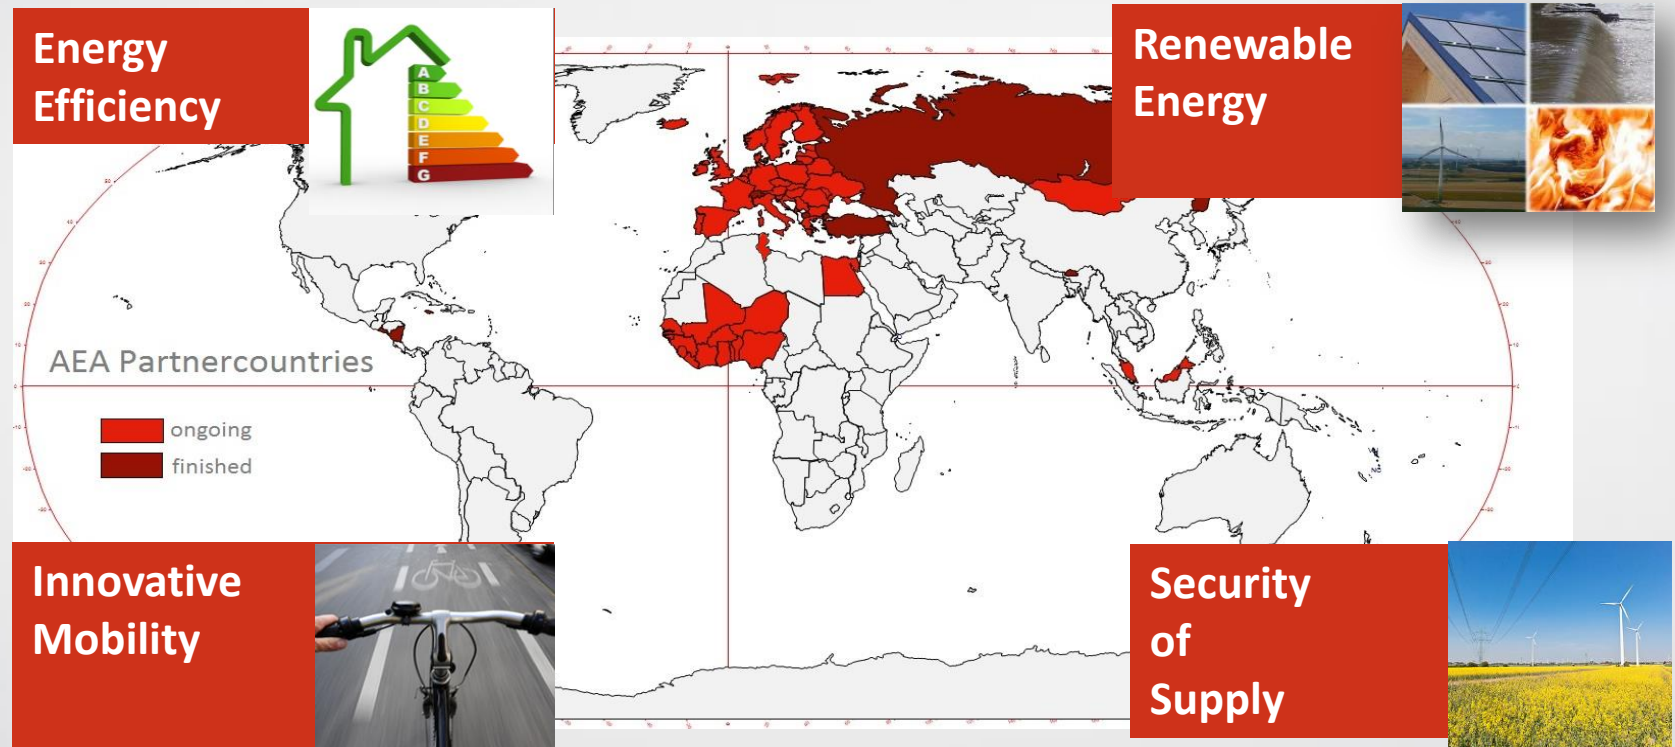 Energy
Efficiency
A
B
C
D
E
F
G
Renewable
Energy
AEA Partnercountries
ongoing
finished
Innovative
Mobility
Security
of
Supply